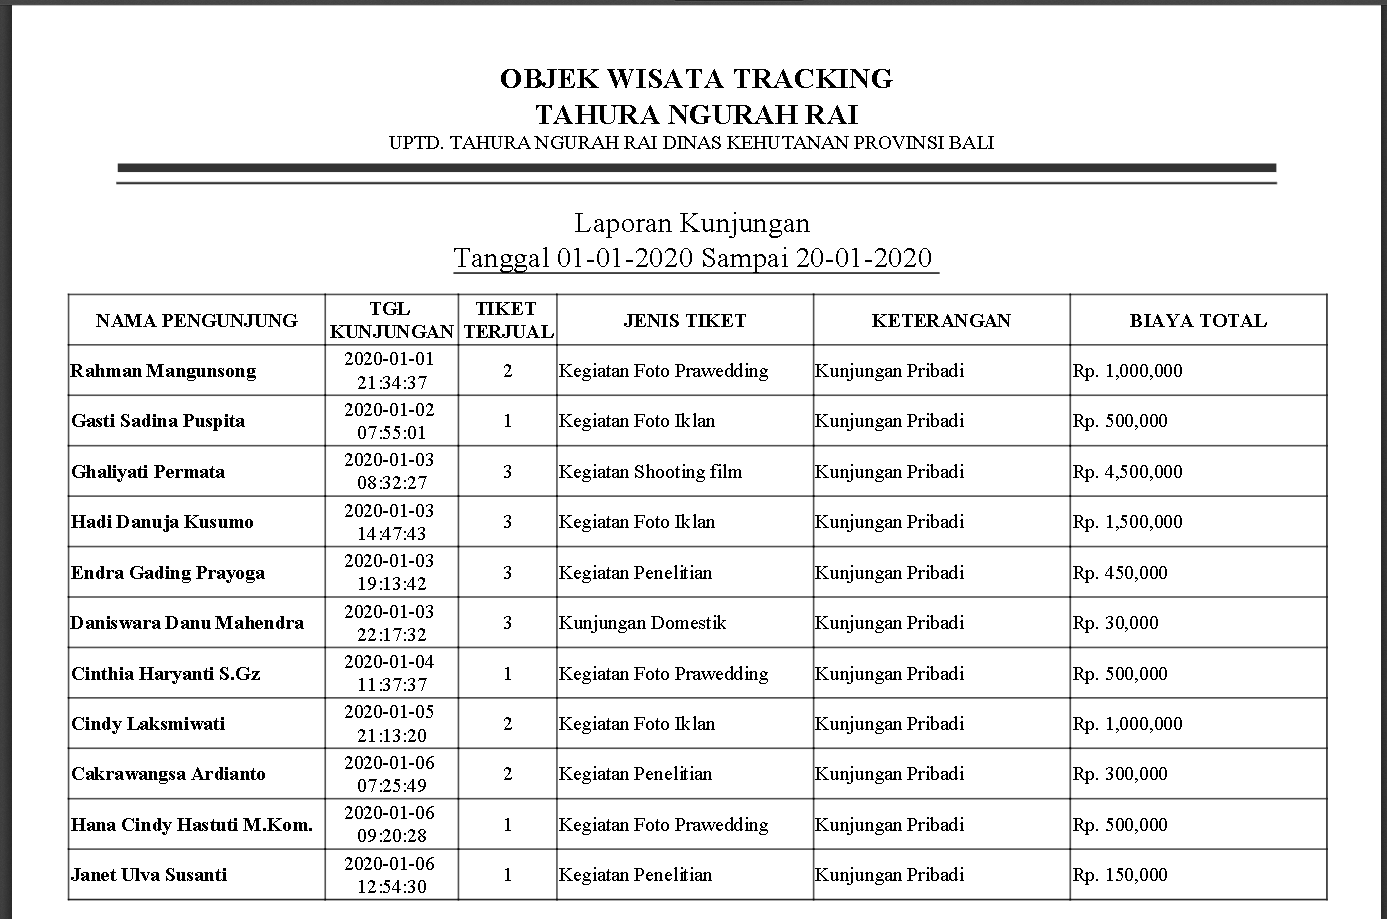 OBJEK WISATA TRACKING
TAHURA NGURAH RAI
UPTD. TAHURA NGURAH RAI DINAS KEHUTANAN PROVINSI BALI
Laporan Kunjungan
Tanggal 01-01-2020 Sampai 20-01-2020
NAMA PENGUNJUNG TGL KUNJUNGAN TIKET TERJUAL JENIS TIKET KETERANGAN BIAYA TOTAL
Rahman Mangunsong 2020-01-01 21:34:37 2 Kegiatan Foto Prawedding Kunjungan Pribadi Rp. 1,000,000
Gasti Sadina Puspita 2020-01-02 07:55:01 1 Kegiatan Foto Iklan Kunjungan Pribadi Rp. 500,000
Ghaliyati Permata 2020-01-03 08:32:27 3 Kegiatan Shooting film Kunjungan Pribadi Rp. 4,500,000
Hadi Danuja Kusumo 2020-01-03 14:47:43 3 Kegiatan Foto Iklan Kunjungan Pribadi Rp. 1,500,000
Endra Gading Prayoga 2020-01-03 19:13:42 3 Kegiatan Penelitian Kunjungan Pribadi Rp. 450,000
Daniswara Danu Mahendra 2020-01-03 22:17:32 3 Kunjungan Domestik Kunjungan Pribadi Rp. 30,000
Cinthia Haryanti S.Gz 2020-01-04 11:37:37 1 Kegiatan Foto Prawedding Kunjungan Pribadi Rp. 500,000
Cindy Laksmiwati 2020-01-05 21:13:20 2 Kegiatan Foto Iklan Kunjungan Pribadi Rp. 1,000,000
Cakrawangsa Ardianto 2020-01-06 07:25:49 2 Kegiatan Penelitian Kunjungan Pribadi Rp. 300,000
Hana Cindy Hastuti M.Kom. 2020-01-06 09:20:28 1 Kegiatan Foto Prawedding Kunjungan Pribadi Rp. 500,000
Janet Ulva Susanti 2020-01-06 12:54:30 1 Kegiatan Penelitian Kunjungan Pribadi Rp. 150,000